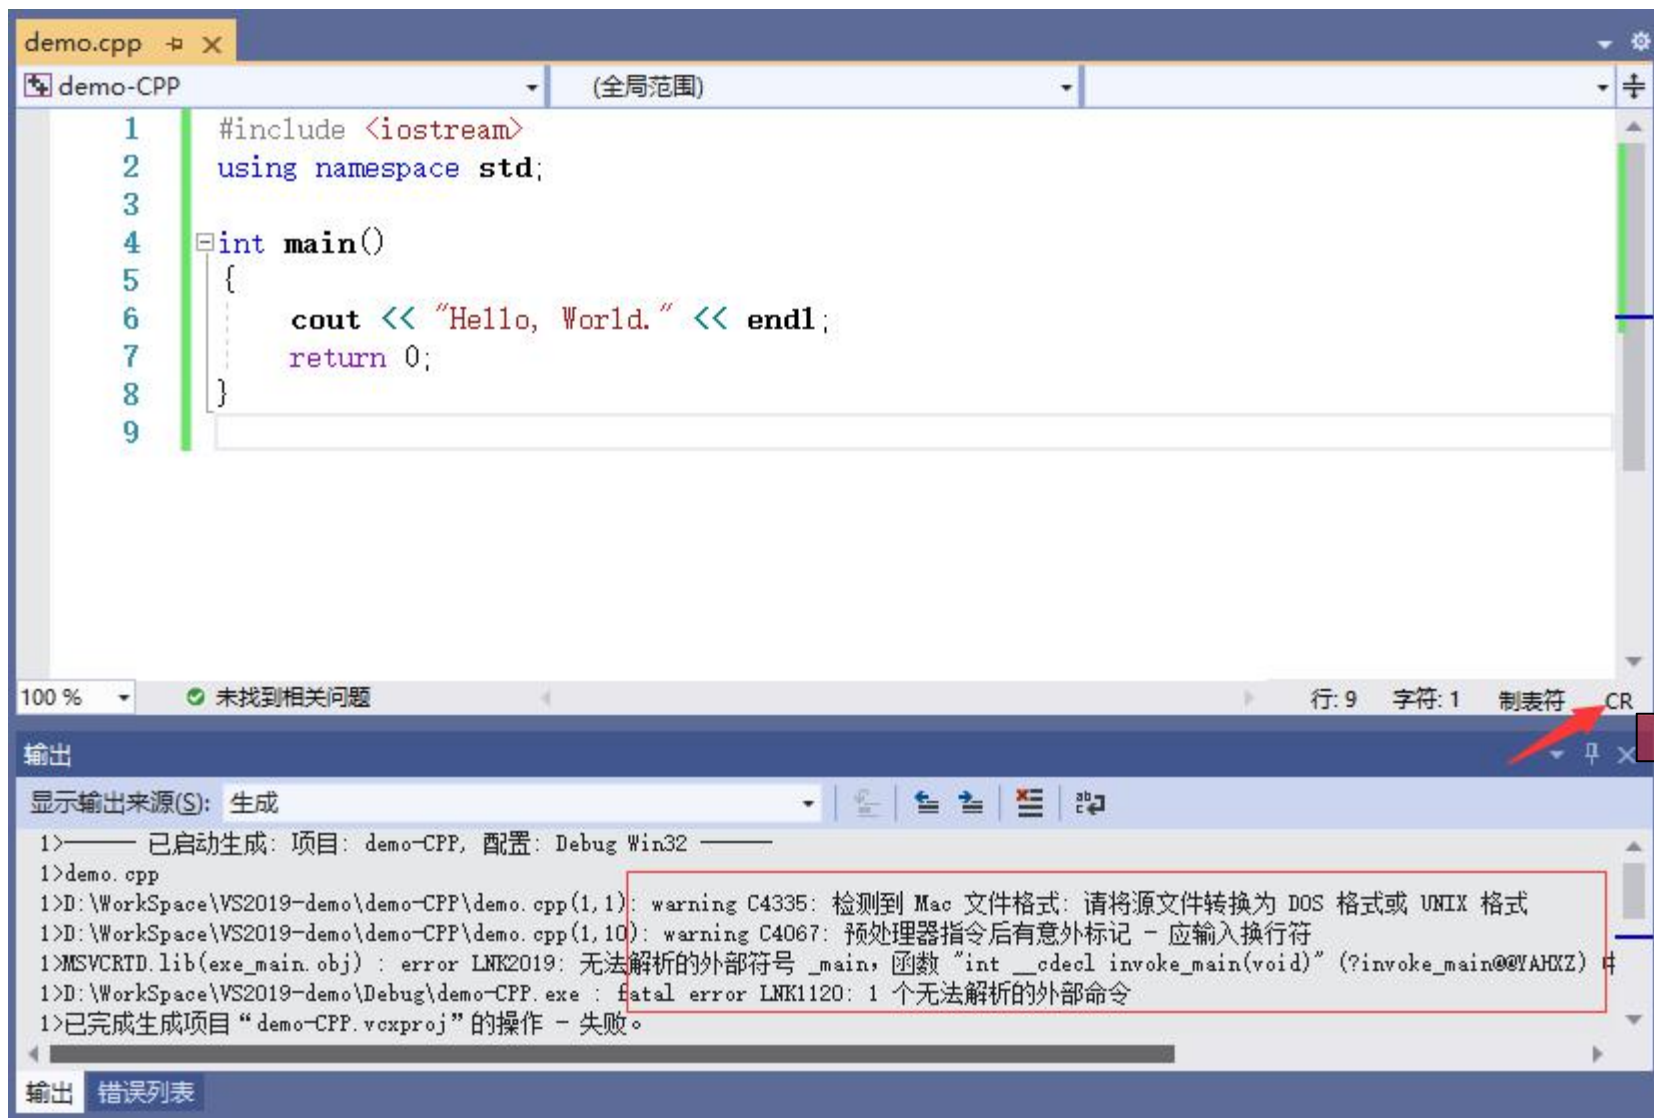 demo.cpp
demo-CPP (全局范围)
1 #include <iostream>
2 using namespace std;
3
4 int main()
5 {
6 cout << "Hello, World." << endl;
7 return 0;
8 }
9
100 % 未找到相关问题 行: 9 字符: 1 制表符 CR
输出
显示输出来源(S): 生成
1>------ 已启动生成: 项目: demo-CPP, 配置: Debug Win32 ------
1>demo.cpp
1>D:\WorkSpace\VS2019-demo\demo-CPP\demo.cpp(1,1): warning C4335: 检测到 Mac 文件格式: 请将源文件转换为 DOS 格式或 UNIX 格式
1>D:\WorkSpace\VS2019-demo\demo-CPP\demo.cpp(1,10): warning C4067: 预处理器指令后有意外标记 - 应输入换行符
1>MSVCRTD.lib(exe_main.obj) : error LNK2019: 无法解析的外部符号 _main，函数 "int __cdecl invoke_main(void)" (?invoke_main@@YAHXZ)
1>D:\WorkSpace\VS2019-demo\Debug\demo-CPP.exe : fatal error LNK1120: 1 个无法解析的外部命令
1>已完成生成项目“demo-CPP.vcxproj”的操作 - 失败。
输出 错误列表